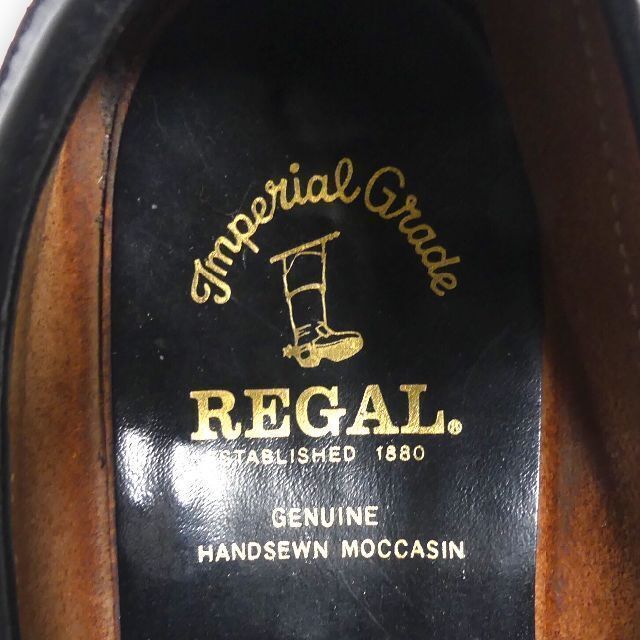 Imperial Grade
REGAL®
ESTABLISHED 1880
GENUINE
HANDSEWN MOCCASIN